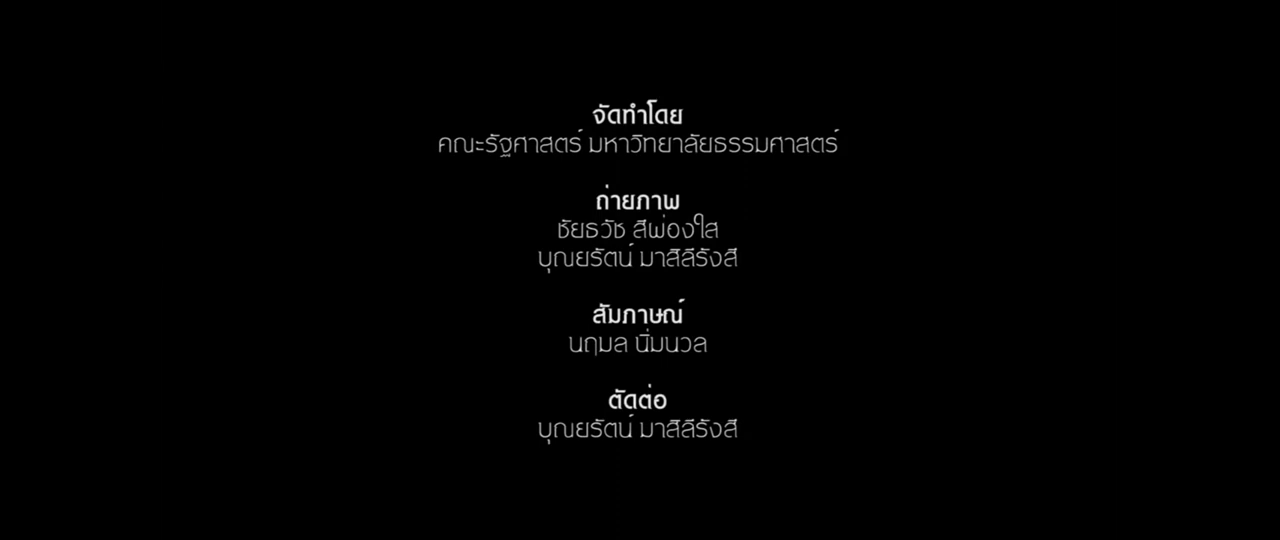 จัดทำโดย
คณะรัฐศาสตร์ มหาวิทยาลัยธรรมศาสตร์
ถ่ายภาพ
ชัยธวัช สีผ่องใส
บุณยรัตน์ มาสิลีรังสี
สัมภาษณ์
นฤมล นิ่มนวล
ตัดต่อ
บุณยรัตน์ มาสิลีรังสี